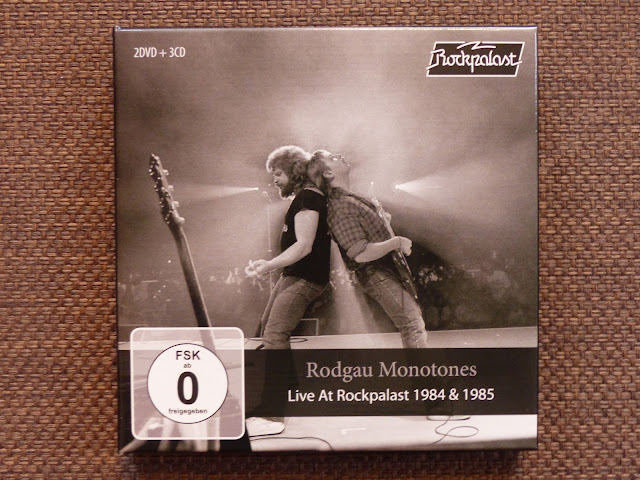 2DVD + 3CD
Rockpalast
FSK
ab
0
freigegeben
Rodgau Monotones
Live At Rockpalast 1984 & 1985